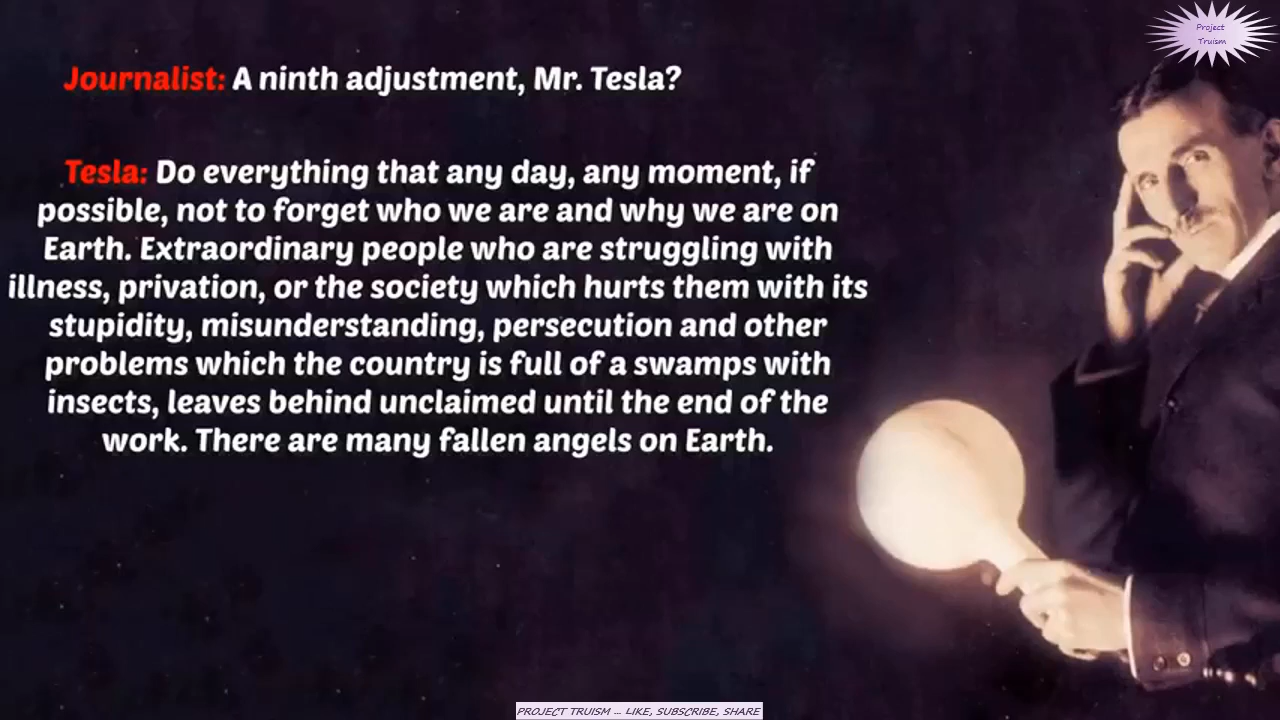 Project
Truism
Journalist: A ninth adjustment, Mr. Tesla?
Tesla: Do everything that any day, any moment, if
possible, not to forget who we are and why we are on
Earth. Extraordinary people who are struggling with
illness, privation, or the society which hurts them with its
stupidity, misunderstanding, persecution and other
problems which the country is full of a swamps with
insects, leaves behind unclaimed until the end of the
work. There are many fallen angels on Earth.
PROJECT TRUISM ... LIKE, SUBSCRIBE, SHARE